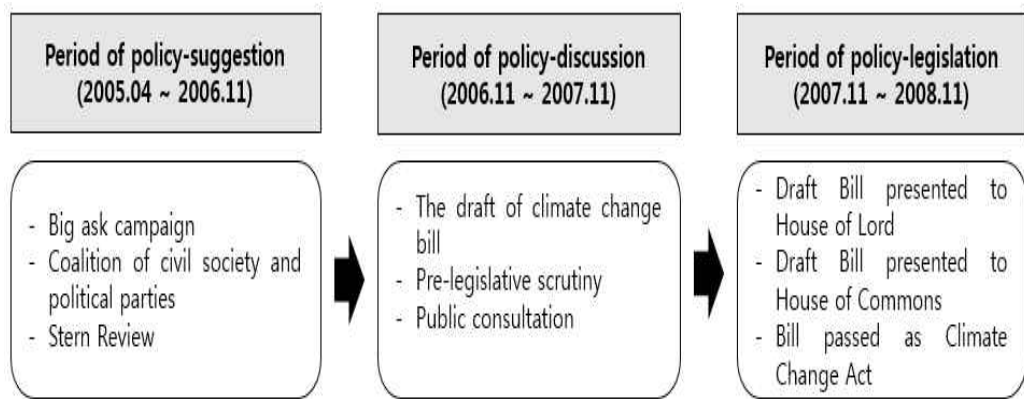 Period of policy-suggestion
(2005.04 ~ 2006.11)
- Big ask campaign
- Coalition of civil society and
political parties
- Stern Review
Period of policy-discussion
(2006.11 ~ 2007.11)
- The draft of climate change
bill
- Pre-legislative scrutiny
- Public consultation
Period of policy-legislation
(2007.11 ~ 2008.11)
- Draft Bill presented to
House of Lord
- Draft Bill presented to
House of Commons
- Bill passed as Climate
Change Act